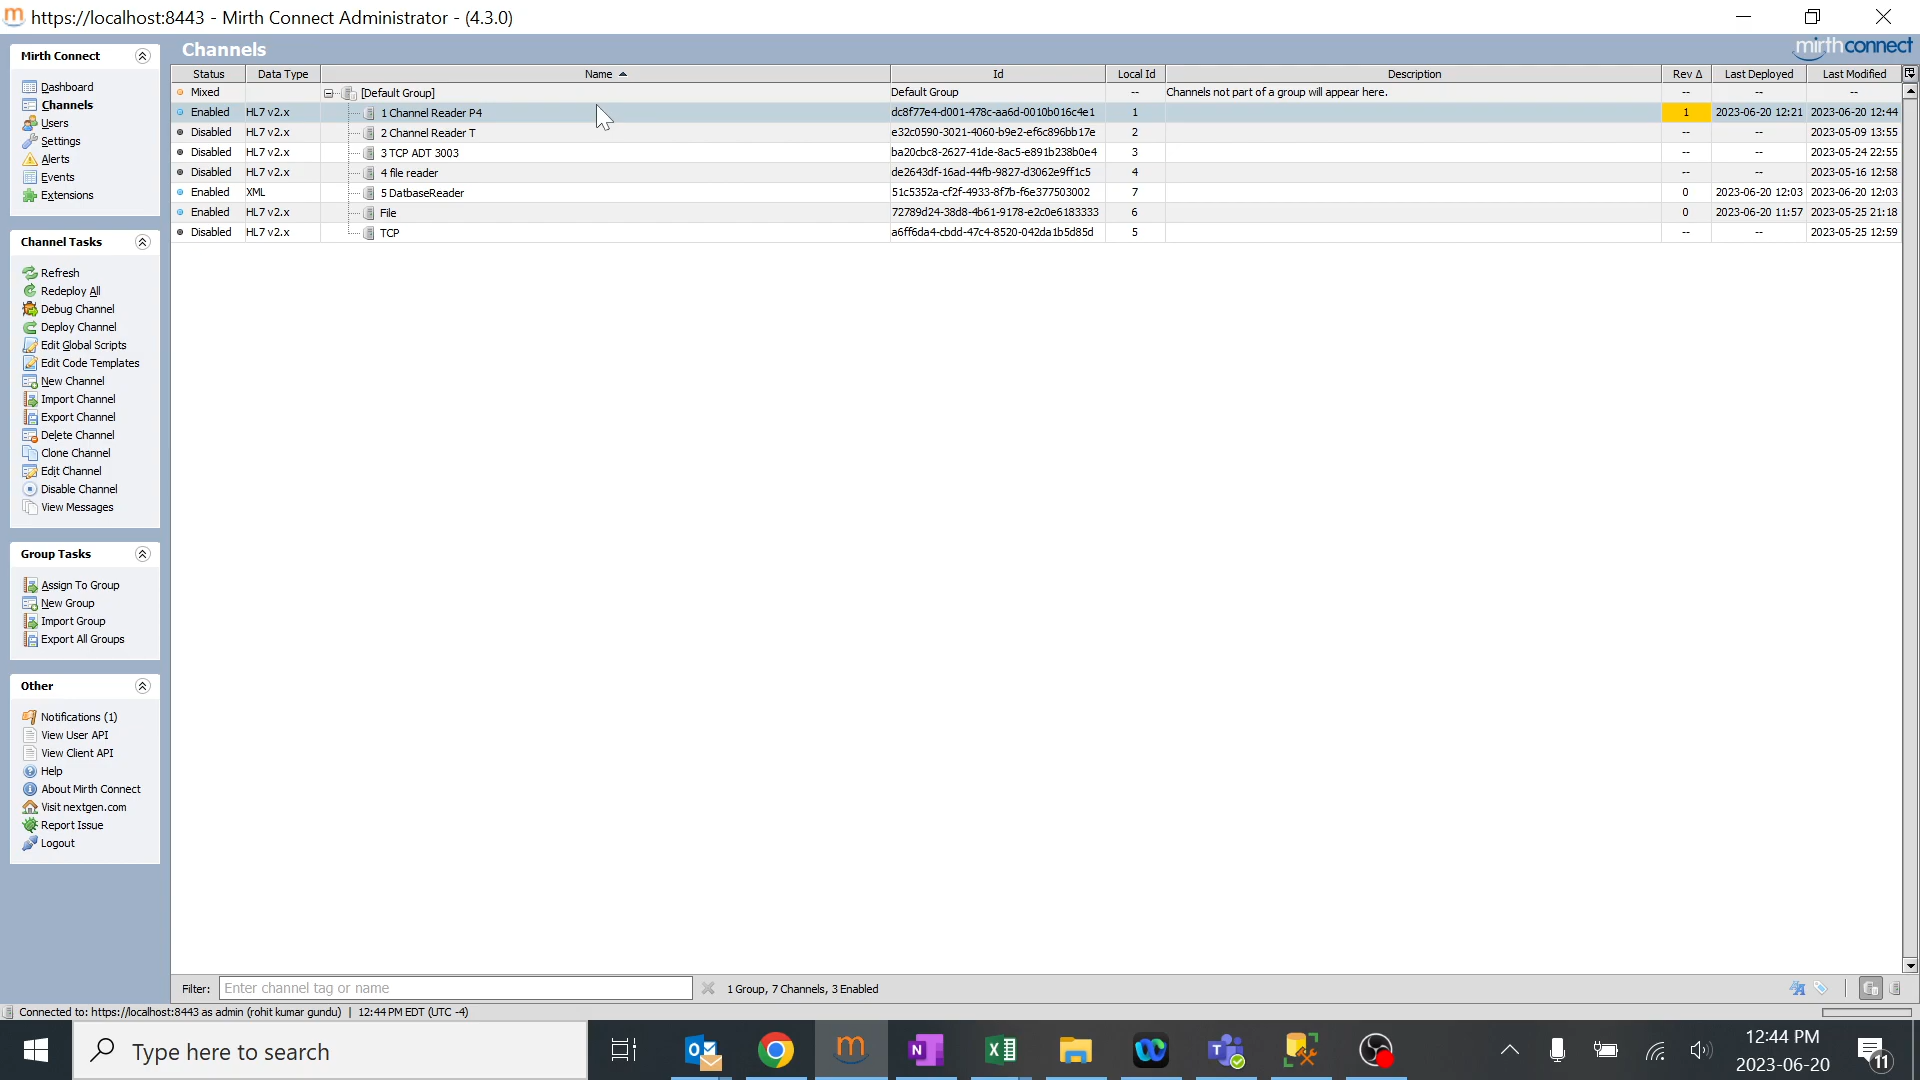 https://localhost:8443 - Mirth Connect Administrator - (4.3.0)
Mirth Connect
Dashboard
Channels
Users
Settings
Alerts
Events
Extensions
Channel Tasks
Refresh
Redeploy All
Debug Channel
Deploy Channel
Edit Global Scripts
Edit Code Templates
New Channel
Import Channel
Export Channel
Delete Channel
Clone Channel
Edit Channel
Disable Channel
View Messages
Group Tasks
Assign To Group
New Group
Import Group
Export All Groups
Other
Notifications (1)
View User API
View Client API
Help
About Mirth Connect
Visit nextgen.com
Report Issue
Logout
Channels
mirthconnect
Status Data Type Name Id Local Id Description Rev Δ Last Deployed Last Modified
Mixed [Default Group] Default Group -- Channels not part of a group will appear here. -- -- --
Enabled HL7 v2.x 1 Channel Reader P4 dc8f77e4-d001-478c-aa6d-0010b016c4e1 1 1 2023-06-20 12:21 2023-06-20 12:44
Disabled HL7 v2.x 2 Channel Reader T e32c0590-3021-4060-b9e2-ef6c896bb17e 2 -- -- 2023-05-09 13:55
Disabled HL7 v2.x 3 TCP ADT 3003 ba20cbc8-2627-41de-8ac5-e891b238b0e4 3 -- -- 2023-05-24 22:55
Disabled HL7 v2.x 4 file reader de2643df-16ad-44fb-9827-d3062e9ff1c5 4 -- -- 2023-05-16 12:58
Enabled XML 5 DatbaseReader 51c5352a-cf2f-4933-8f7b-f6e377503002 7 0 2023-06-20 12:03 2023-06-20 12:03
Enabled HL7 v2.x File 72789d24-38d8-4b61-9178-e2c0e6183333 6 0 2023-06-20 11:57 2023-05-25 21:18
Disabled HL7 v2.x TCP a6ff6da4-cbdd-47c4-8520-042da1b5d85d 5 -- -- 2023-05-25 12:59
Filter: Enter channel tag or name 1 Group, 7 Channels, 3 Enabled
Connected to: https://localhost:8443 as admin (rohit kumar gundu) | 12:44 PM EDT (UTC -4)
Type here to search
12:44 PM
2023-06-20
11